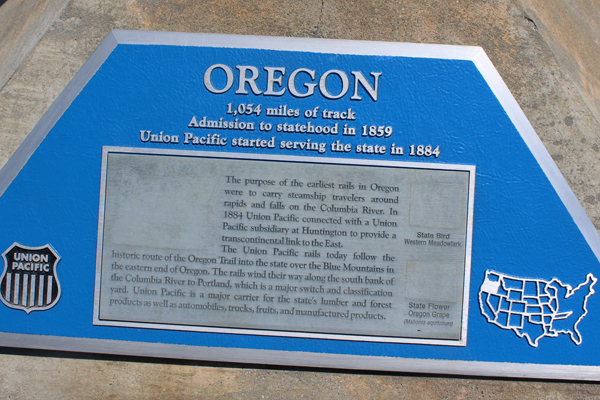 OREGON
1,054 miles of track
Admission to statehood in 1859
Union Pacific started serving the state in 1884
The purpose of the earliest rails in Oregon
were to carry steamship travelers around
rapids and falls on the Columbia River. In
1884 Union Pacific connected with a Union
Pacific subsidiary at Huntington to provide a
transcontinental link to the East.
The Union Pacific rails today follow the
historic route of the Oregon Trail into the state over the Blue Mountains in
the eastern end of Oregon. The rails wind their way along the south bank of
the Columbia River to Portland, which is a major switch and classification
yard. Union Pacific is a major carrier for the state's lumber and forest
products as well as automobiles, trucks, fruits, and manufactured products.
State Bird
Western Meadowlark
State Flower
Oregon Grape
(Mahonia aquifolium)
UNION
PACIFIC